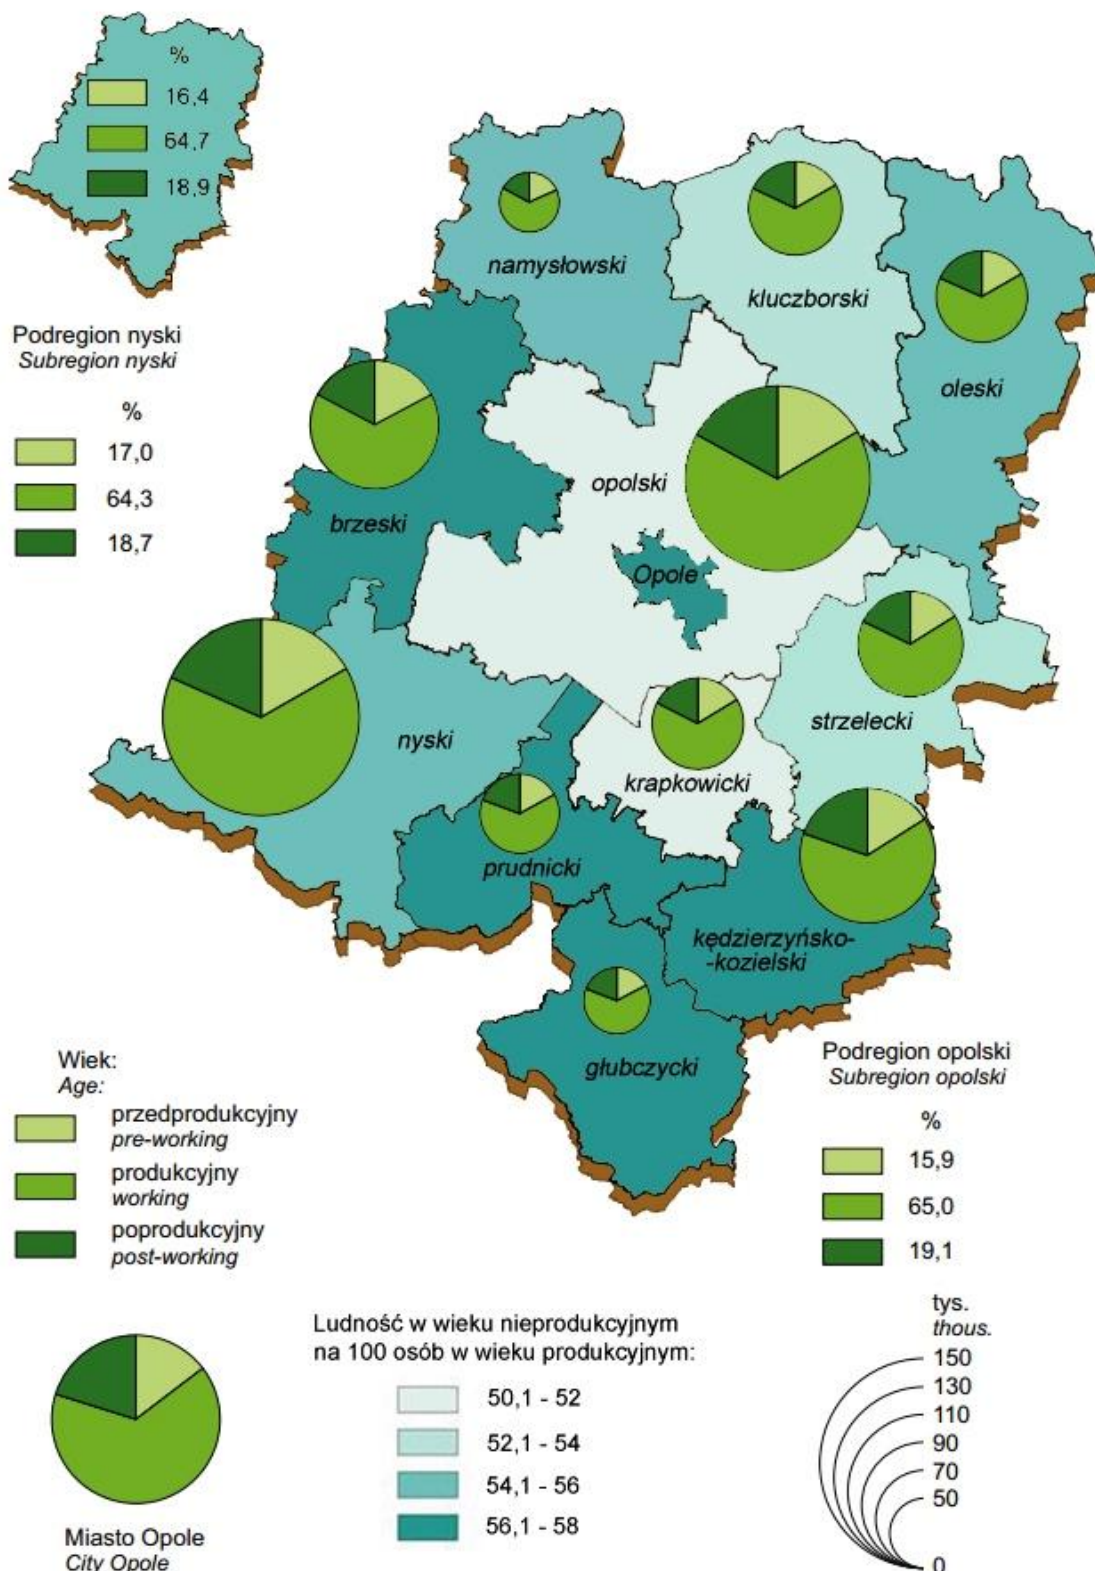 %
16,4
64,7
18,9
namysłowski
kluczborski
oleski
Podregion nyski
Subregion nyski
%
17,0
64,3
18,7
brzeski
opolski
Opole
nyski
strzelecki
krapkowicki
prudnicki
kędzierzyńsko-
-kozielski
głubczycki
Wiek:
Age:
przedprodukcyjny
pre-working
produkcyjny
working
poprodukcyjny
post-working
Podregion opolski
Subregion opolski
%
15,9
65,0
19,1
Miasto Opole
City Opole
Ludność w wieku nieprodukcyjnym
na 100 osób w wieku produkcyjnym:
50,1 - 52
52,1 - 54
54,1 - 56
56,1 - 58
tys.
thous.
150
130
110
90
70
50
0